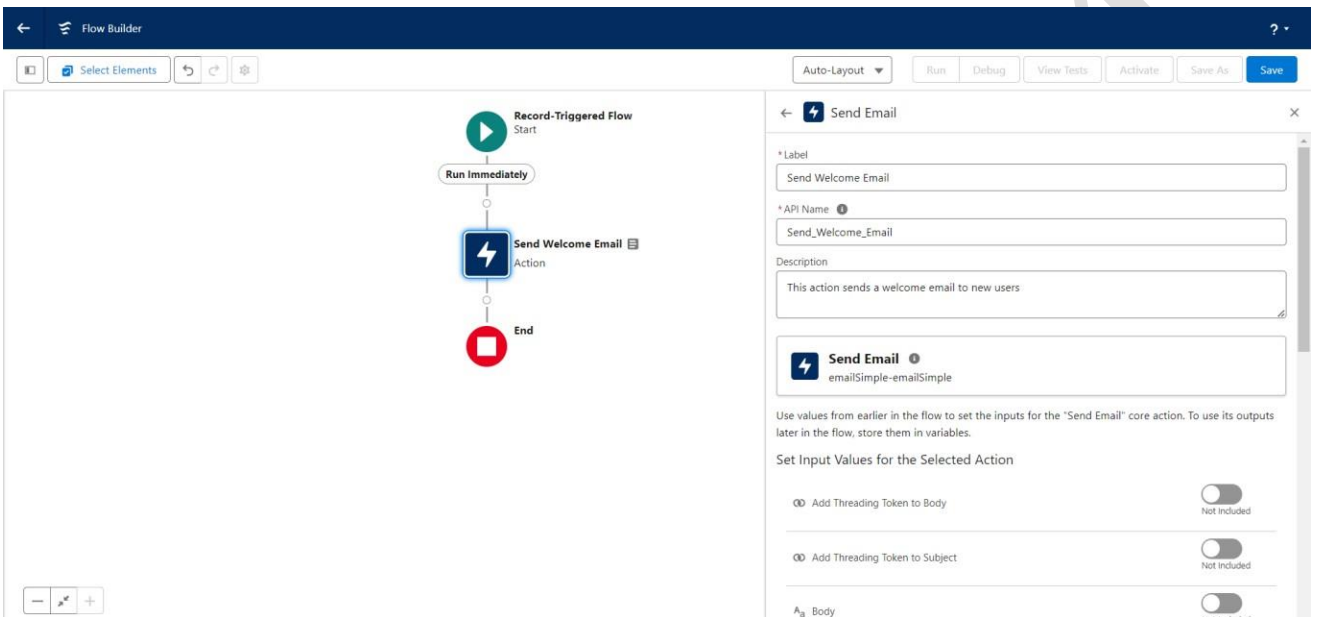 Flow Builder
?
Select Elements
Auto-Layout
Run
Debug
View Tests
Activate
Save As
Save
Record-Triggered Flow
Start
Run Immediately
Send Welcome Email
Action
End
Send Email
* Label
Send Welcome Email
* API Name
Send_Welcome_Email
Description
This action sends a welcome email to new users
Send Email
emailSimple-emailSimple
Use values from earlier in the flow to set the inputs for the "Send Email" core action. To use its outputs
later in the flow, store them in variables.
Set Input Values for the Selected Action
Add Threading Token to Body
Not Included
Add Threading Token to Subject
Not Included
Aa Body